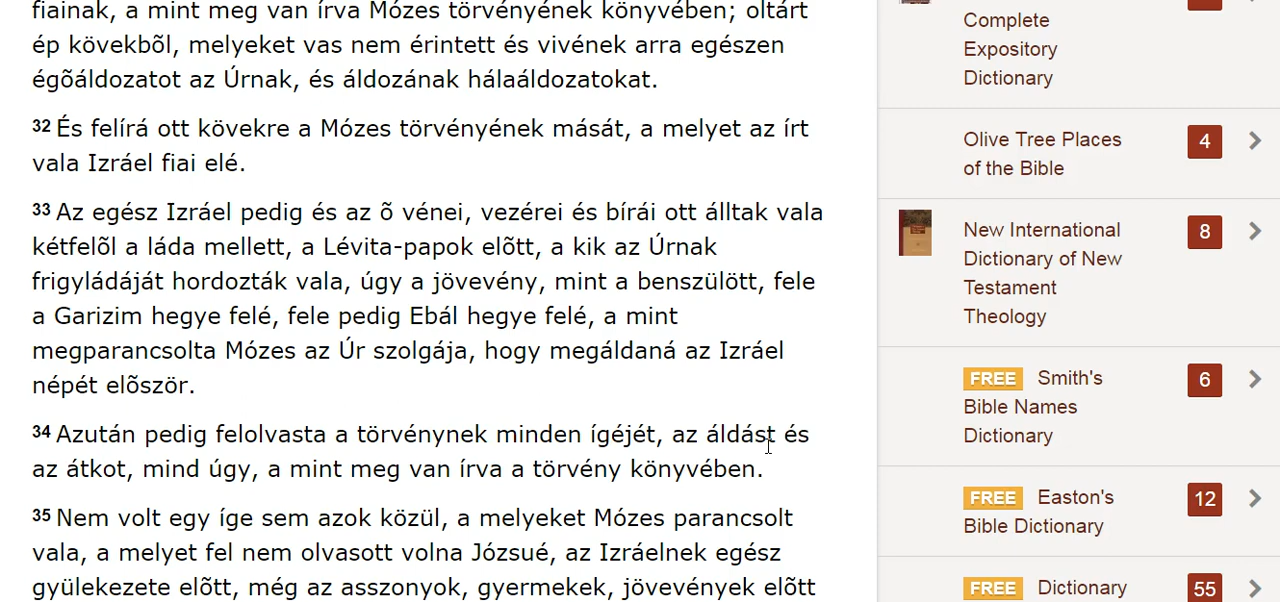 fiainak, a mint meg van írva Mózes törvényének könyvében; oltárt
ép kövekbõl, melyeket vas nem érintett és vivének arra egészen
égõáldozatot az Úrnak, és áldozának hálaáldozatokat.
32 És felírá ott kövekre a Mózes törvényének mását, a melyet az írt
vala Izráel fiai elé.
33 Az egész Izráel pedig és az õ vénei, vezérei és bírái ott álltak vala
kétfelõl a láda mellett, a Lévita-papok elõtt, a kik az Úrnak
frigyládáját hordozták vala, úgy a jövevény, mint a benszülött, fele
a Garizim hegye felé, fele pedig Ebál hegye felé, a mint
megparancsolta Mózes az Úr szolgája, hogy megáldaná az Izráel
népét elõször.
34 Azután pedig felolvasta a törvénynek minden ígéjét, az áldást és
az átkot, mind úgy, a mint meg van írva a törvény könyvében.
35 Nem volt egy íge sem azok közül, a melyeket Mózes parancsolt
vala, a melyet fel nem olvasott volna Józsué, az Izráelnek egész
gyülekezete elõtt, még az asszonyok, gyermekek, jövevények elõtt
Complete
Expository
Dictionary
Olive Tree Places 4
of the Bible
New International 8
Dictionary of New
Testament
Theology
FREE Smith's 6
Bible Names
Dictionary
FREE Easton's 12
Bible Dictionary
FREE Dictionary 55